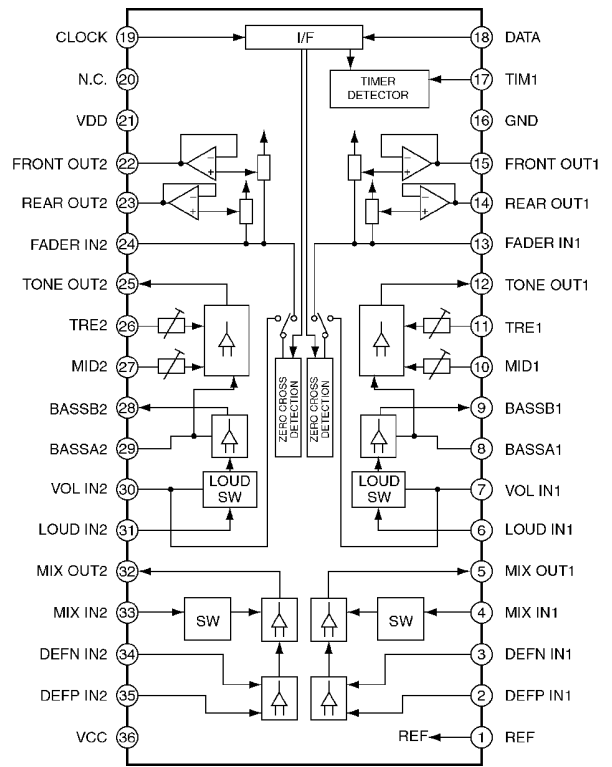 CLOCK 19 I/F 18 DATA
N.C. 20 TIMER DETECTOR 17 TIM1
VDD 21 16 GND
FRONT OUT2 22 − + − + 15 FRONT OUT1
REAR OUT2 23 − + − + 14 REAR OUT1
FADER IN2 24 13 FADER IN1
TONE OUT2 25 12 TONE OUT1
TRE2 26 11 TRE1
MID2 27 10 MID1
ZERO CROSS DETECTION ZERO CROSS DETECTION
BASSB2 28 9 BASSB1
BASSA2 29 8 BASSA1
VOL IN2 30 LOUD SW LOUD SW 7 VOL IN1
LOUD IN2 31 6 LOUD IN1
MIX OUT2 32 5 MIX OUT1
MIX IN2 33 SW SW 4 MIX IN1
DEFN IN2 34 3 DEFN IN1
DEFP IN2 35 2 DEFP IN1
VCC 36 REF 1 REF